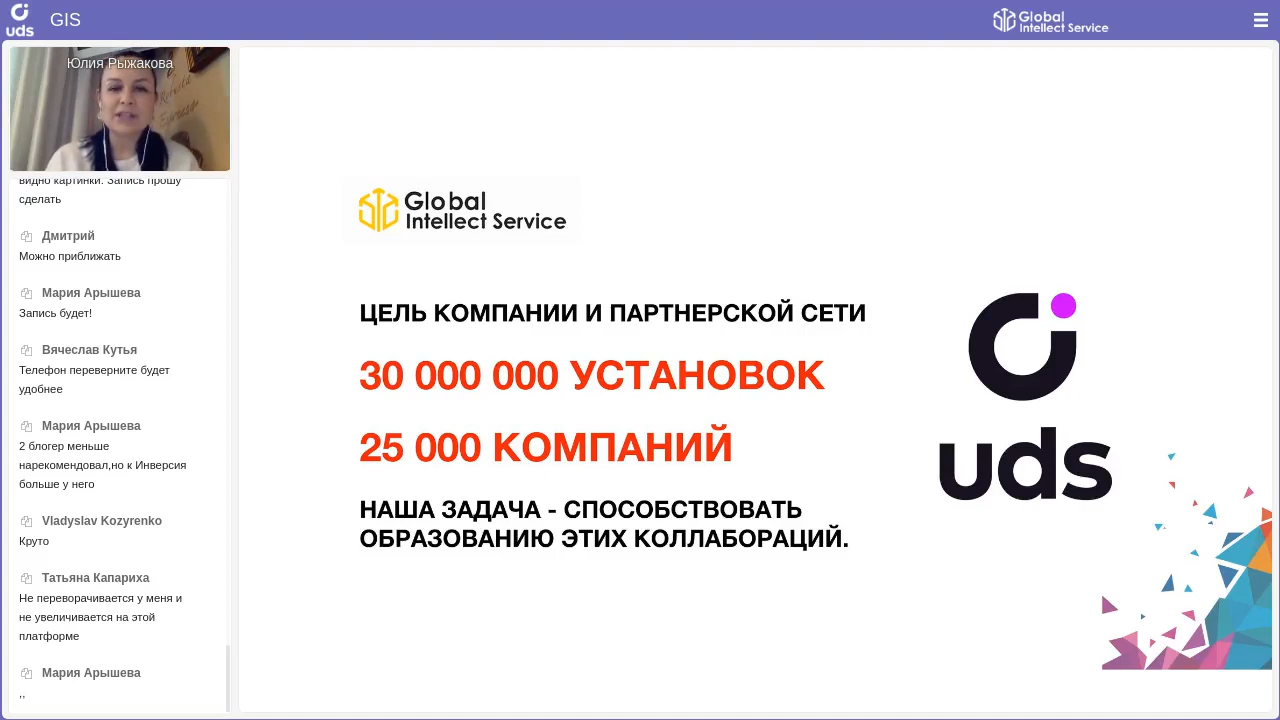 uds
GIS
Global
Intellect Service
Юлия Рыжакова
видно картинки. Запись прошу
сделать
Дмитрий
Можно приближать
Мария Арышева
Запись будет!
Вячеслав Кутья
Телефон переверните будет
удобнее
Мария Арышева
2 блогер меньше
нарекомендовал,но к Инверсия
больше у него
Vladyslav Kozyrenko
Круто
Татьяна Капариха
Не переворачивается у меня и
не увеличивается на этой
платформе
Мария Арышева
,,
Global
Intellect Service
ЦЕЛЬ КОМПАНИИ И ПАРТНЕРСКОЙ СЕТИ
30 000 000 УСТАНОВОК
25 000 КОМПАНИЙ
НАША ЗАДАЧА - СПОСОБСТВОВАТЬ
ОБРАЗОВАНИЮ ЭТИХ КОЛЛАБОРАЦИЙ.
uds